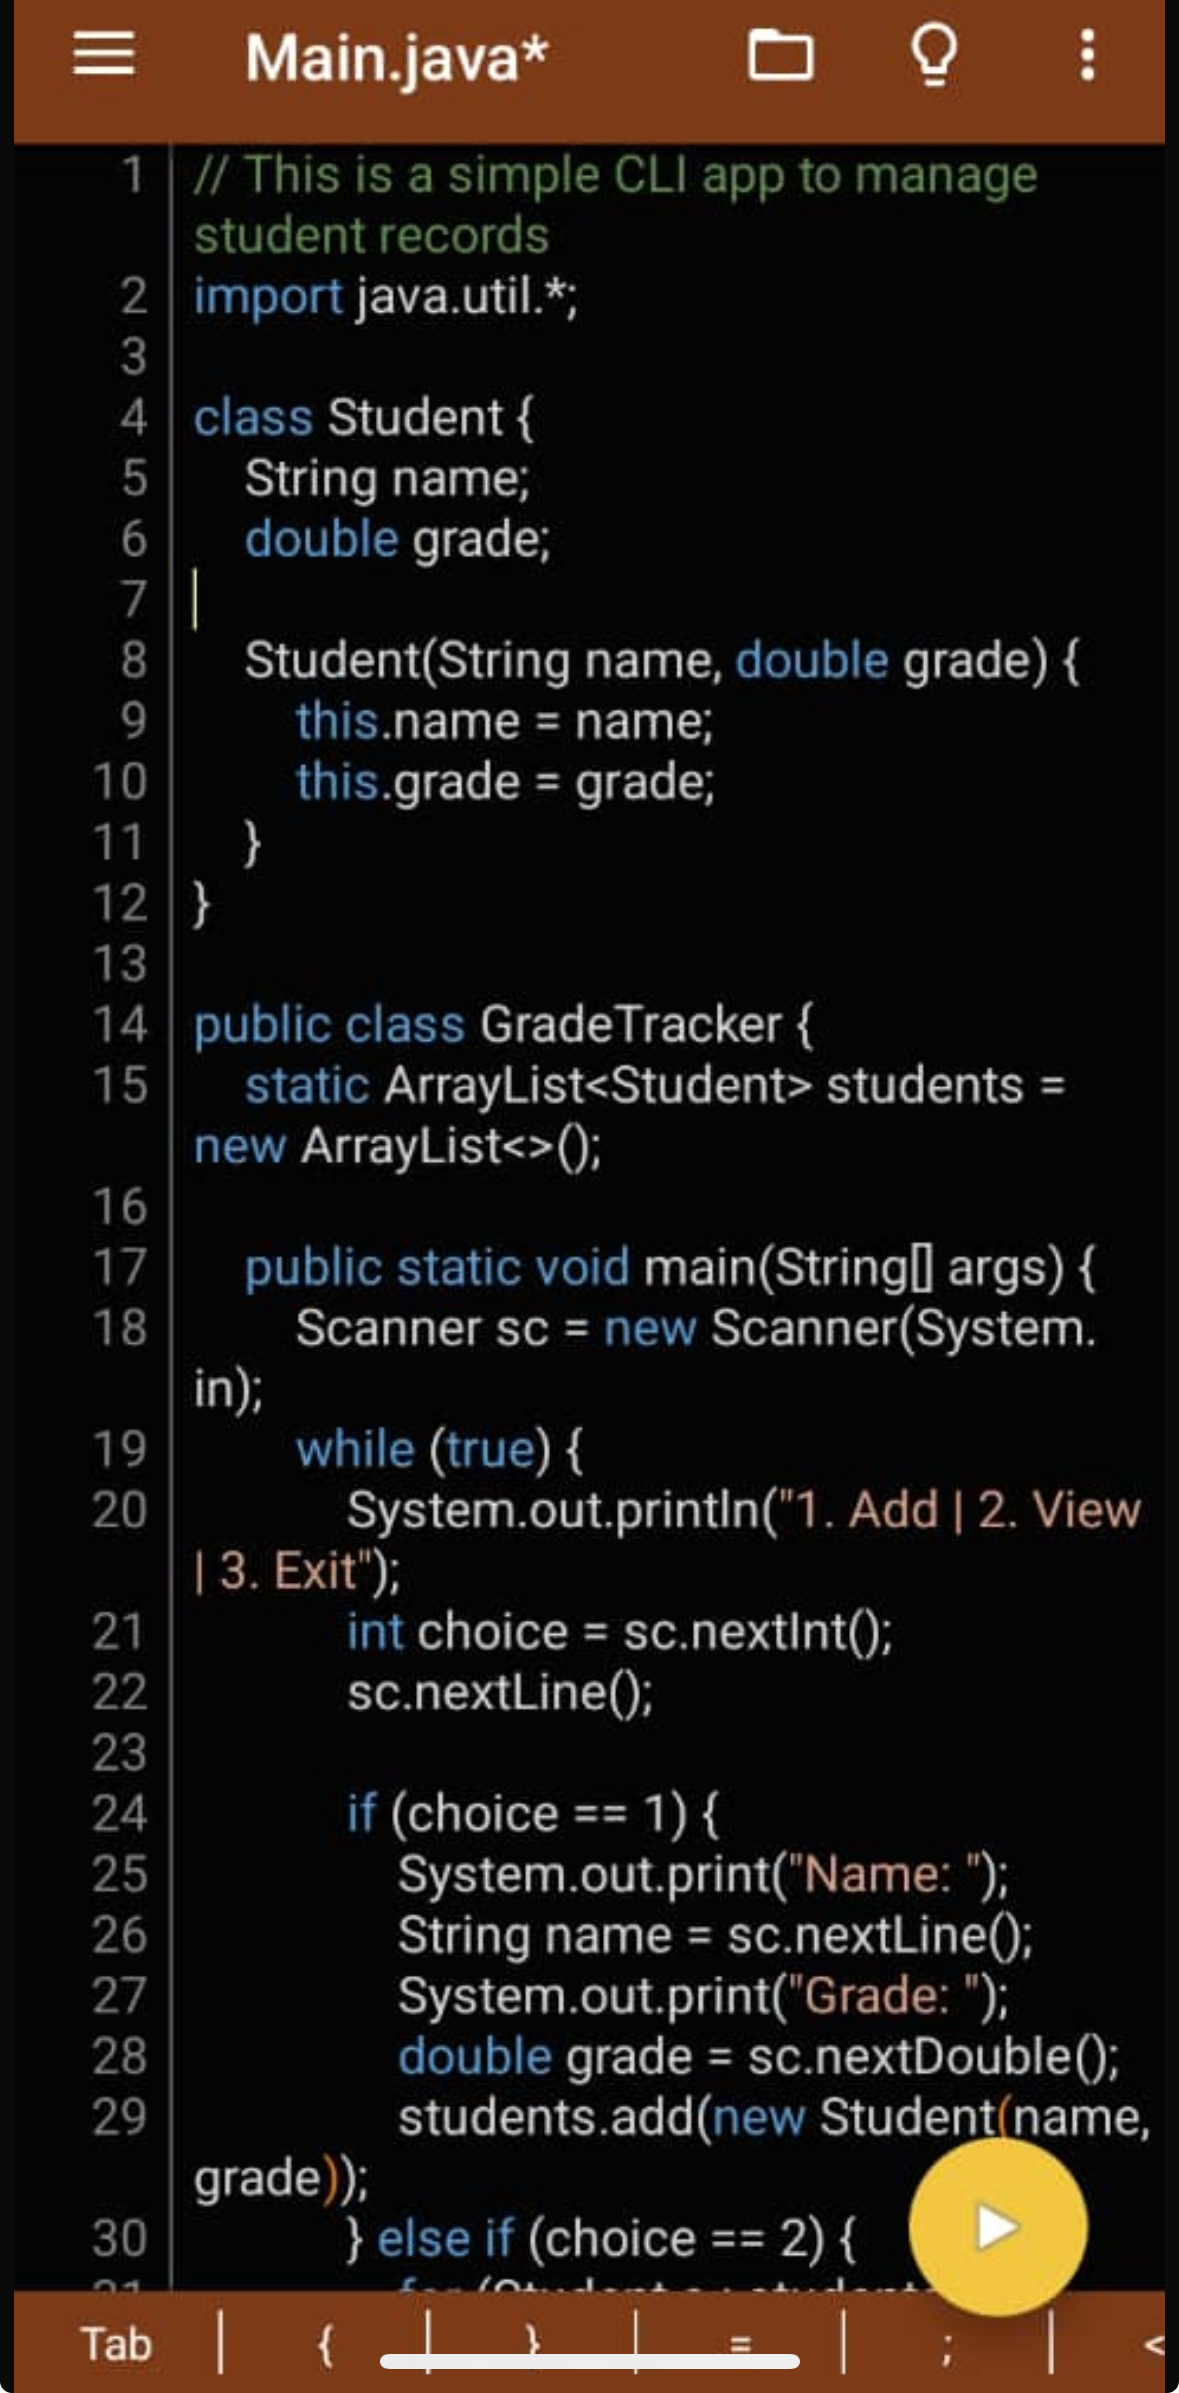 Main.java*
1 // This is a simple CLI app to manage
student records
2 import java.util.*;
3
4 class Student {
5 String name;
6 double grade;
7
8 Student(String name, double grade) {
9 this.name = name;
10 this.grade = grade;
11 }
12 }
13
14 public class GradeTracker {
15 static ArrayList<Student> students =
new ArrayList<>();
16
17 public static void main(String[] args) {
18 Scanner sc = new Scanner(System.
in);
19 while (true) {
20 System.out.println("1. Add | 2. View
| 3. Exit");
21 int choice = sc.nextInt();
22 sc.nextLine();
23
24 if (choice == 1) {
25 System.out.print("Name: ");
26 String name = sc.nextLine();
27 System.out.print("Grade: ");
28 double grade = sc.nextDouble();
29 students.add(new Student(name,
grade));
30 } else if (choice == 2) {
Tab { } = ; <